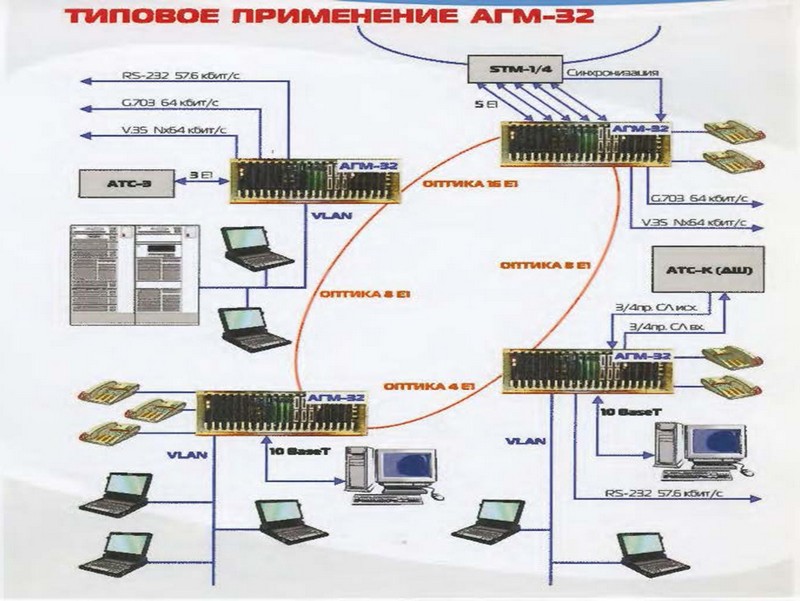 ТИПОВОЕ ПРИМЕНЕНИЕ АГМ-32
STM-1/4
Синхронизация
5 E1
RS-232 57.6 кбит/с
G703 64 кбит/с
V.35 Nx64 кбит/с
АТС-Э
3 E1
АГМ-32
VLAN
АГМ-32
ОПТИКА 16 E1
G703 64 кбит/с
V.35 Nx64 кбит/с
ОПТИКА 8 E1
ОПТИКА 8 E1
АТС-К (ДШ)
3/4пр. СЛ исх.
3/4пр. СЛ вх.
АГМ-32
ОПТИКА 4 E1
АГМ-32
VLAN
10 BaseT
VLAN
10 BaseT
RS-232 57.6 кбит/с